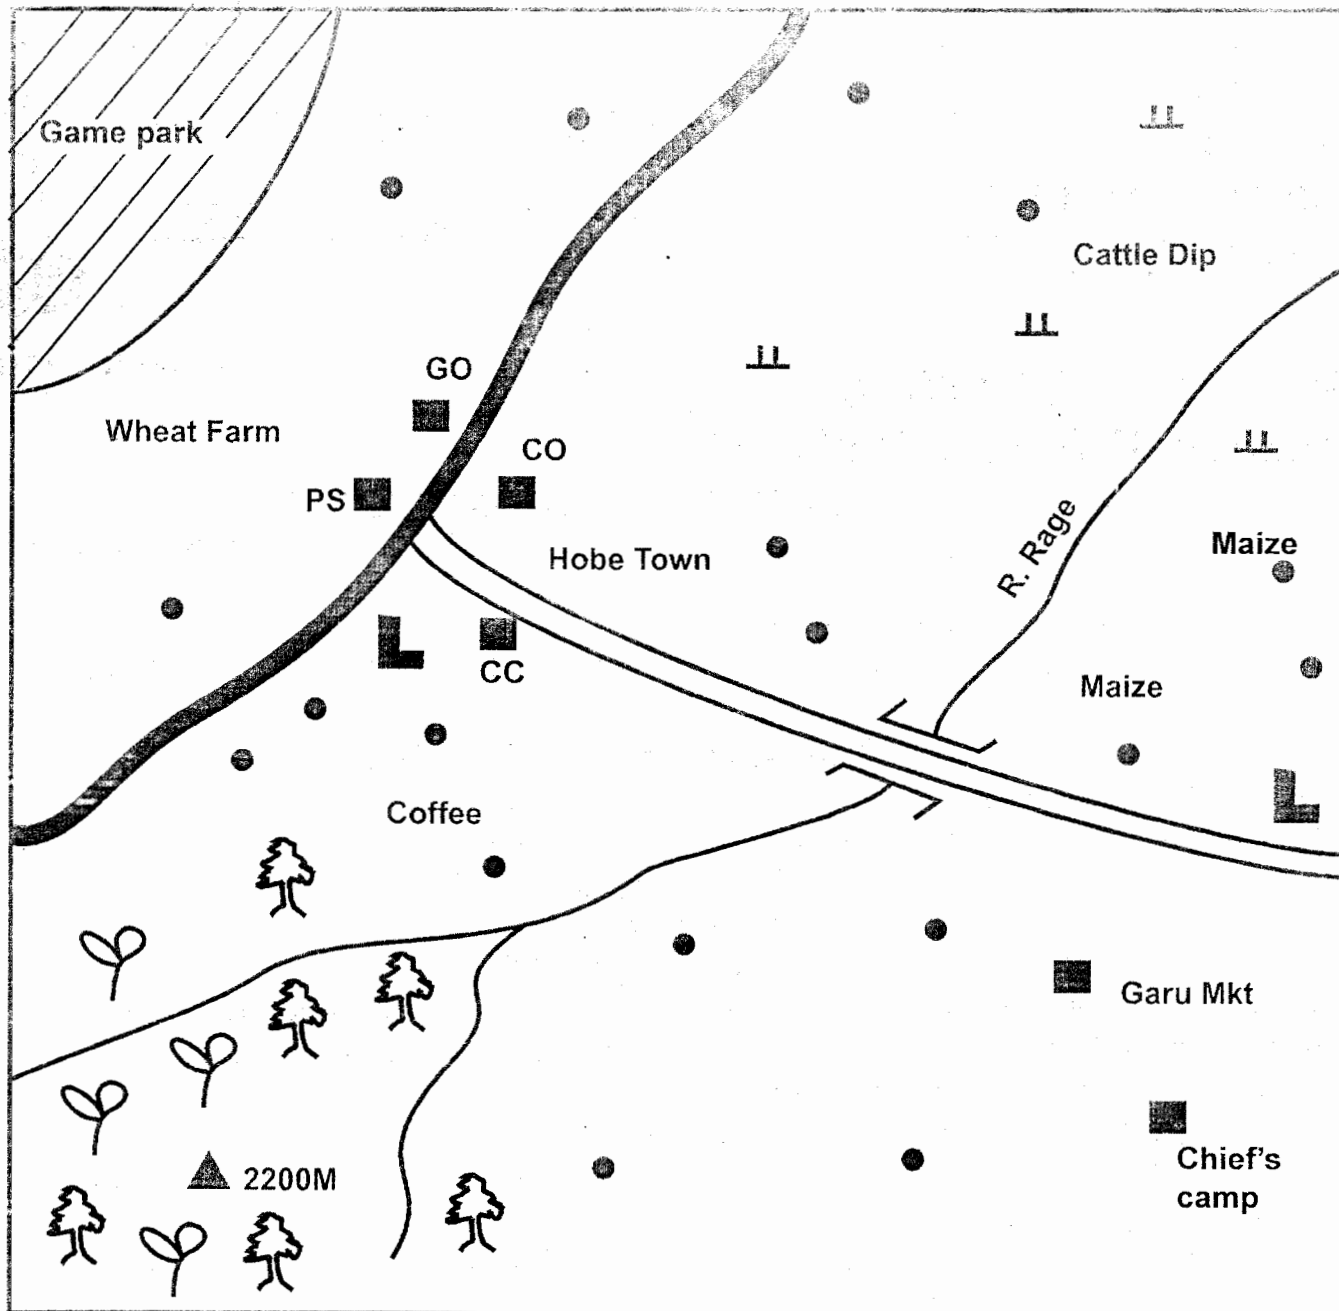 Game park
Cattle Dip
GO
Wheat Farm
CO
PS
Hobe Town
R. Rage
Maize
CC
Maize
Coffee
Garu Mkt
2200M
Chief's
camp